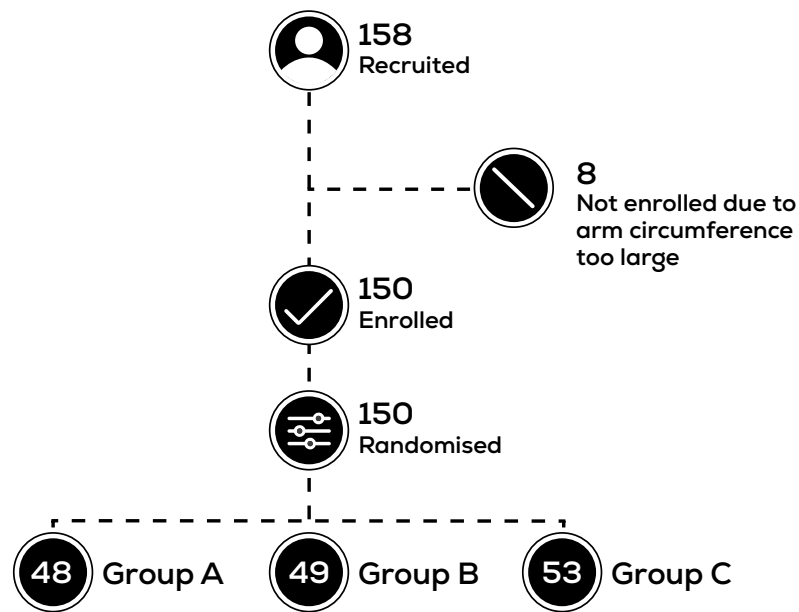 158
Recruited
8
Not enrolled due to
arm circumference
too large
150
Enrolled
150
Randomised
48 Group A
49 Group B
53 Group C